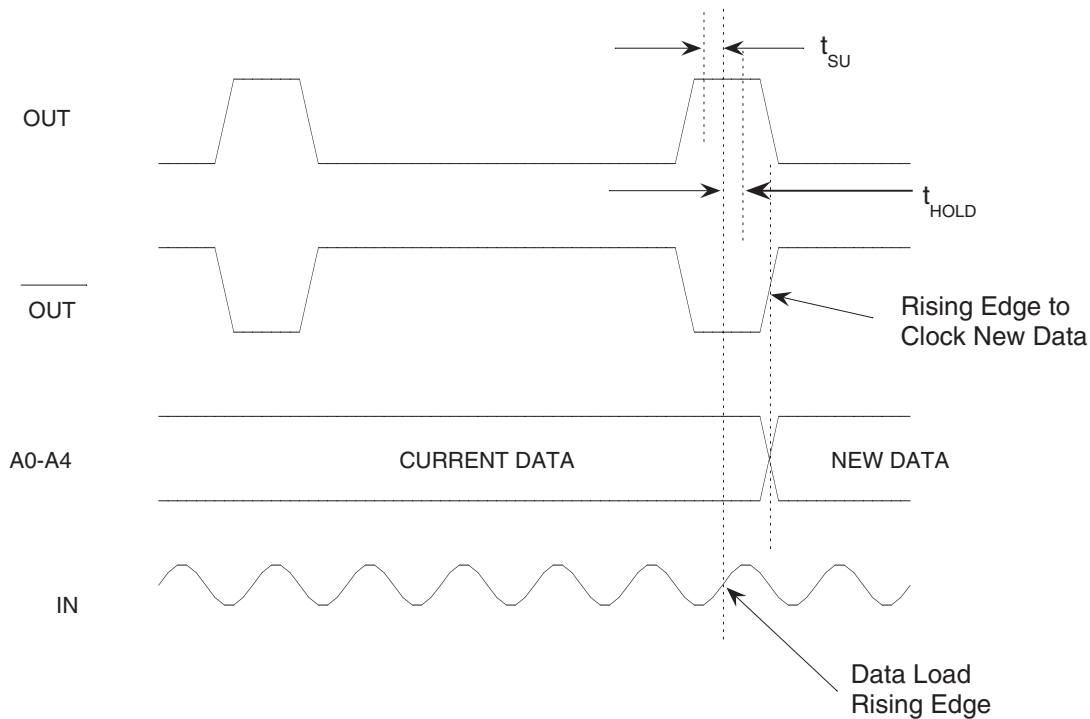 t_SU
OUT
t_HOLD
OUT
Rising Edge to
Clock New Data
A0-A4
CURRENT DATA
NEW DATA
IN
Data Load
Rising Edge